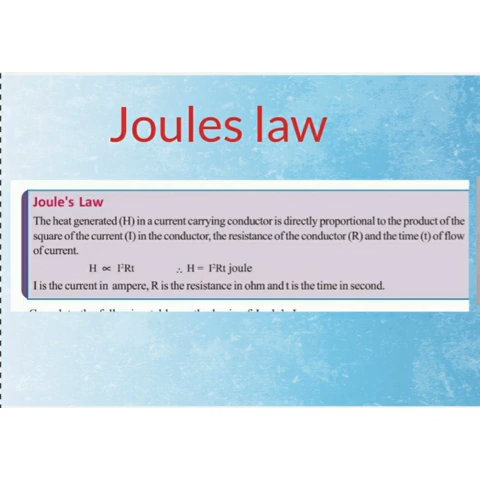 Joules law
Joule's Law
The heat generated (H) in a current carrying conductor is directly proportional to the product of the
square of the current (I) in the conductor, the resistance of the conductor (R) and the time (t) of flow
of current.
H ∝ I²Rt ∴ H = I²Rt joule
I is the current in ampere, R is the resistance in ohm and t is the time in second.